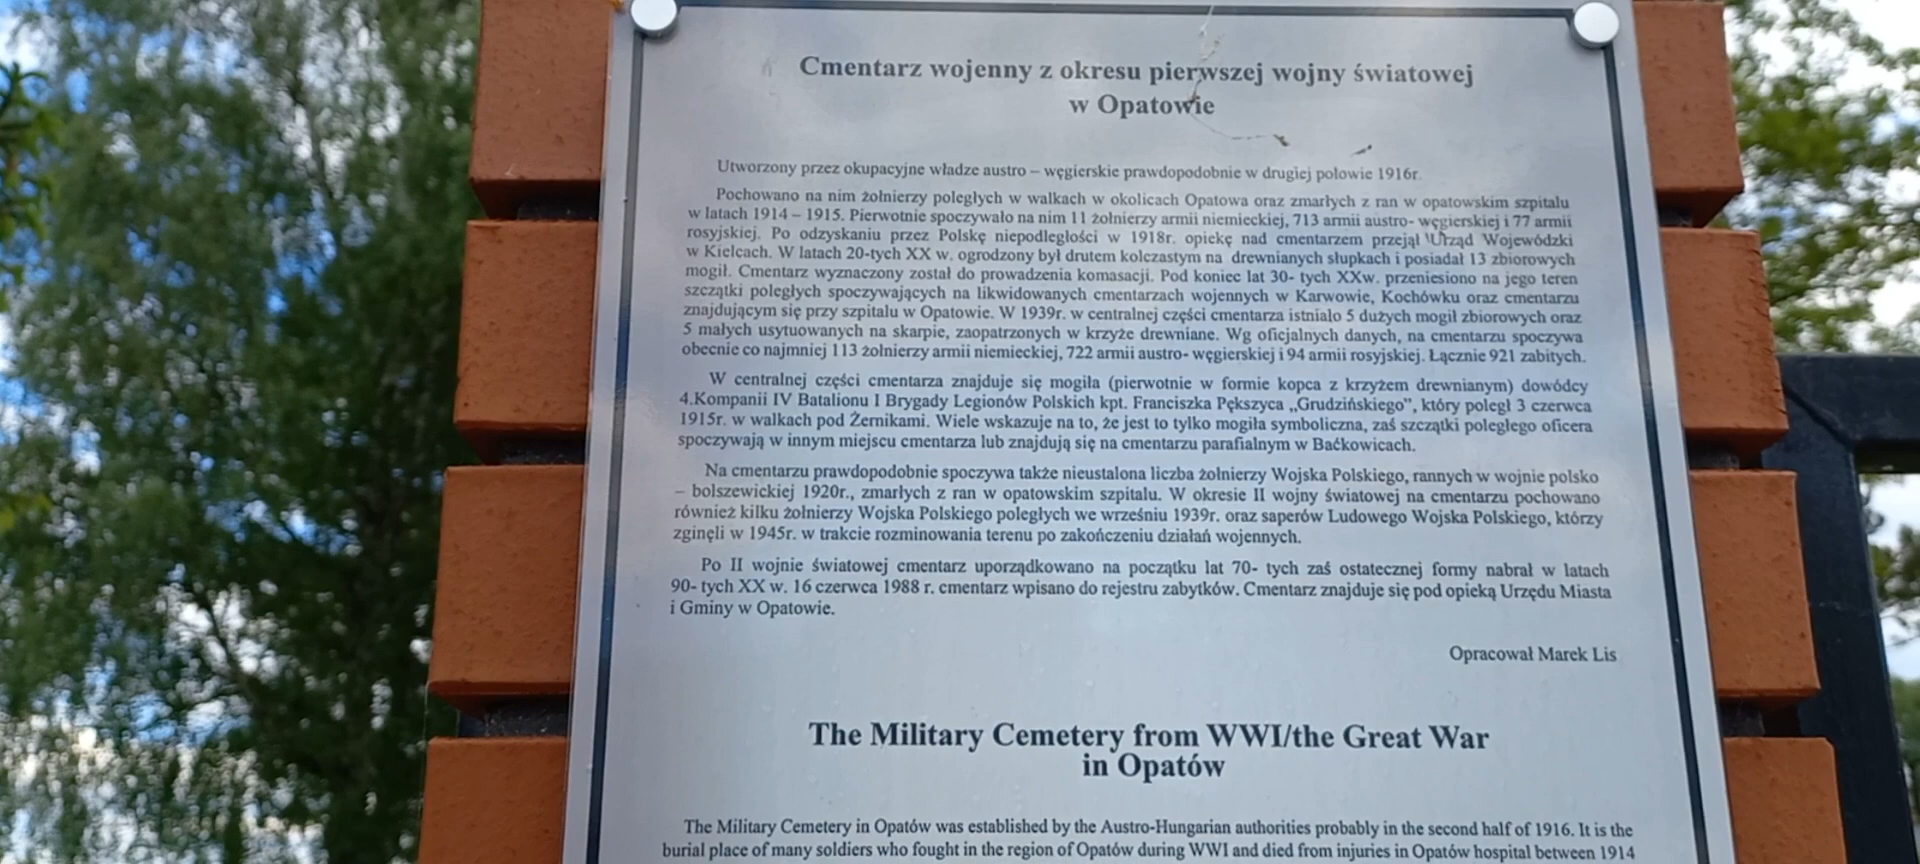 Cmentarz wojenny z okresu pierwszej wojny światowej
w Opatowie
Utworzony przez okupacyjne władze austro – węgierskie prawdopodobnie w drugiej połowie 1916r.
Pochowano na nim żołnierzy poległych w walkach w okolicach Opatowa oraz zmarłych z ran w opatowskim szpitalu
w latach 1914 – 1915. Pierwotnie spoczywało na nim 11 żołnierzy armii niemieckiej, 713 armii austro- węgierskiej i 77 armii
rosyjskiej. Po odzyskaniu przez Polskę niepodległości w 1918r. opiekę nad cmentarzem przejął Urząd Wojewódzki
w Kielcach. W latach 20-tych XX w. ogrodzony był drutem kolczastym na drewnianych słupkach i posiadał 13 zbiorowych
mogił. Cmentarz wyznaczony został do prowadzenia komasacji. Pod koniec lat 30- tych XXw. przeniesiono na jego teren
szczątki poległych spoczywających na likwidowanych cmentarzach wojennych w Karwowie, Kochówku oraz cmentarzu
znajdującym się przy szpitalu w Opatowie. W 1939r. w centralnej części cmentarza istniało 5 dużych mogił zbiorowych oraz
5 małych usytuowanych na skarpie, zaopatrzonych w krzyże drewniane. Wg oficjalnych danych, na cmentarzu spoczywa
obecnie co najmniej 113 żołnierzy armii niemieckiej, 722 armii austro- węgierskiej i 94 armii rosyjskiej. Łącznie 921 zabitych.
W centralnej części cmentarza znajduje się mogiła (pierwotnie w formie kopca z krzyżem drewnianym) dowódcy
4.Kompanii IV Batalionu I Brygady Legionów Polskich kpt. Franciszka Pększyca „Grudzińskiego", który poległ 3 czerwca
1915r. w walkach pod Żernikami. Wiele wskazuje na to, że jest to tylko mogiła symboliczna, zaś szczątki poległego oficera
spoczywają w innym miejscu cmentarza lub znajdują się na cmentarzu parafialnym w Baćkowicach.
Na cmentarzu prawdopodobnie spoczywa także nieustalona liczba żołnierzy Wojska Polskiego, rannych w wojnie polsko
– bolszewickiej 1920r., zmarłych z ran w opatowskim szpitalu. W okresie II wojny światowej na cmentarzu pochowano
również kilku żołnierzy Wojska Polskiego poległych we wrześniu 1939r. oraz saperów Ludowego Wojska Polskiego, którzy
zginęli w 1945r. w trakcie rozminowania terenu po zakończeniu działań wojennych.
Po II wojnie światowej cmentarz uporządkowano na początku lat 70- tych zaś ostatecznej formy nabrał w latach
90- tych XX w. 16 czerwca 1988 r. cmentarz wpisano do rejestru zabytków. Cmentarz znajduje się pod opieką Urzędu Miasta
i Gminy w Opatowie.
Opracował Marek Lis
The Military Cemetery from WWI/the Great War
in Opatów
The Military Cemetery in Opatów was established by the Austro-Hungarian authorities probably in the second half of 1916. It is the
burial place of many soldiers who fought in the region of Opatów during WWI and died from injuries in Opatów hospital between 1914